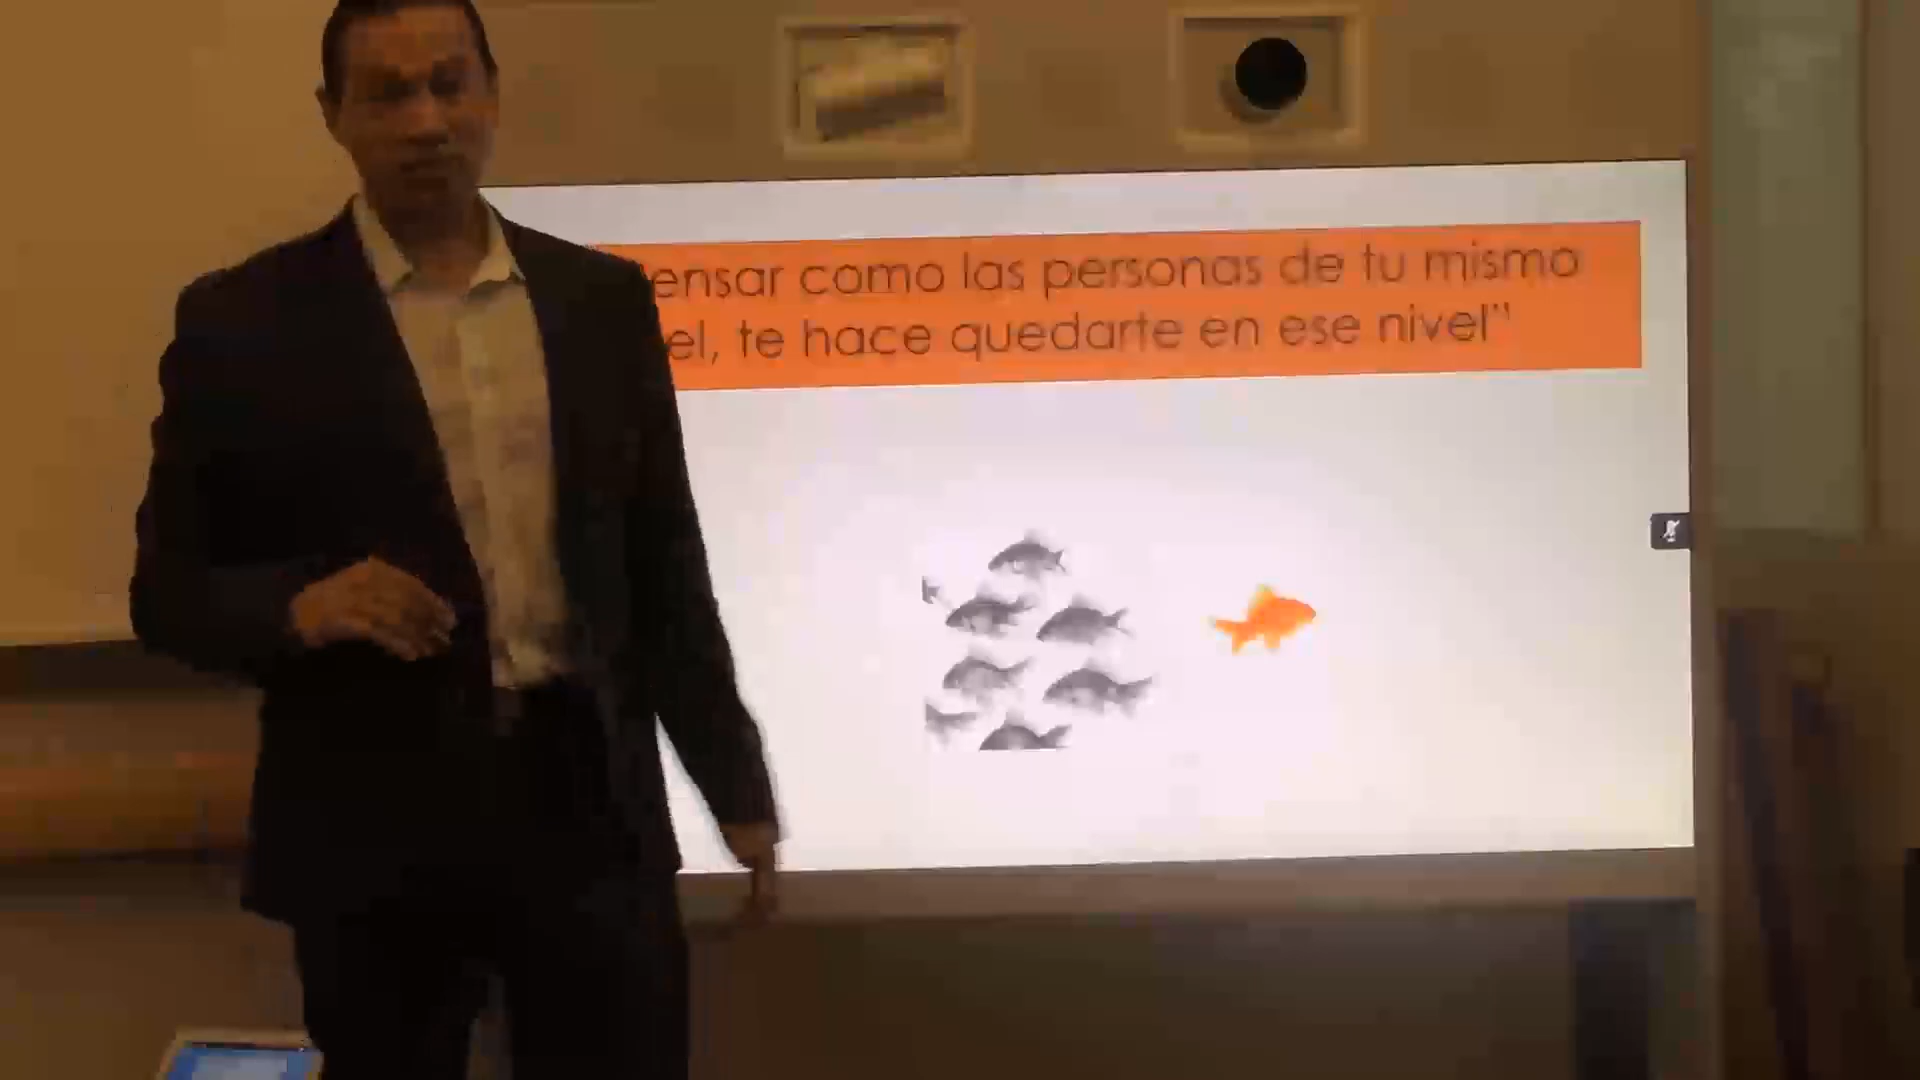 ensar como las personas de tu mismo
el, te hace quedarte en ese nivel"